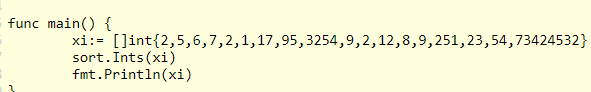 func main() {
xi:= []int{2,5,6,7,2,1,17,95,3254,9,2,12,8,9,251,23,54,73424532}
sort.Ints(xi)
fmt.Println(xi)
}